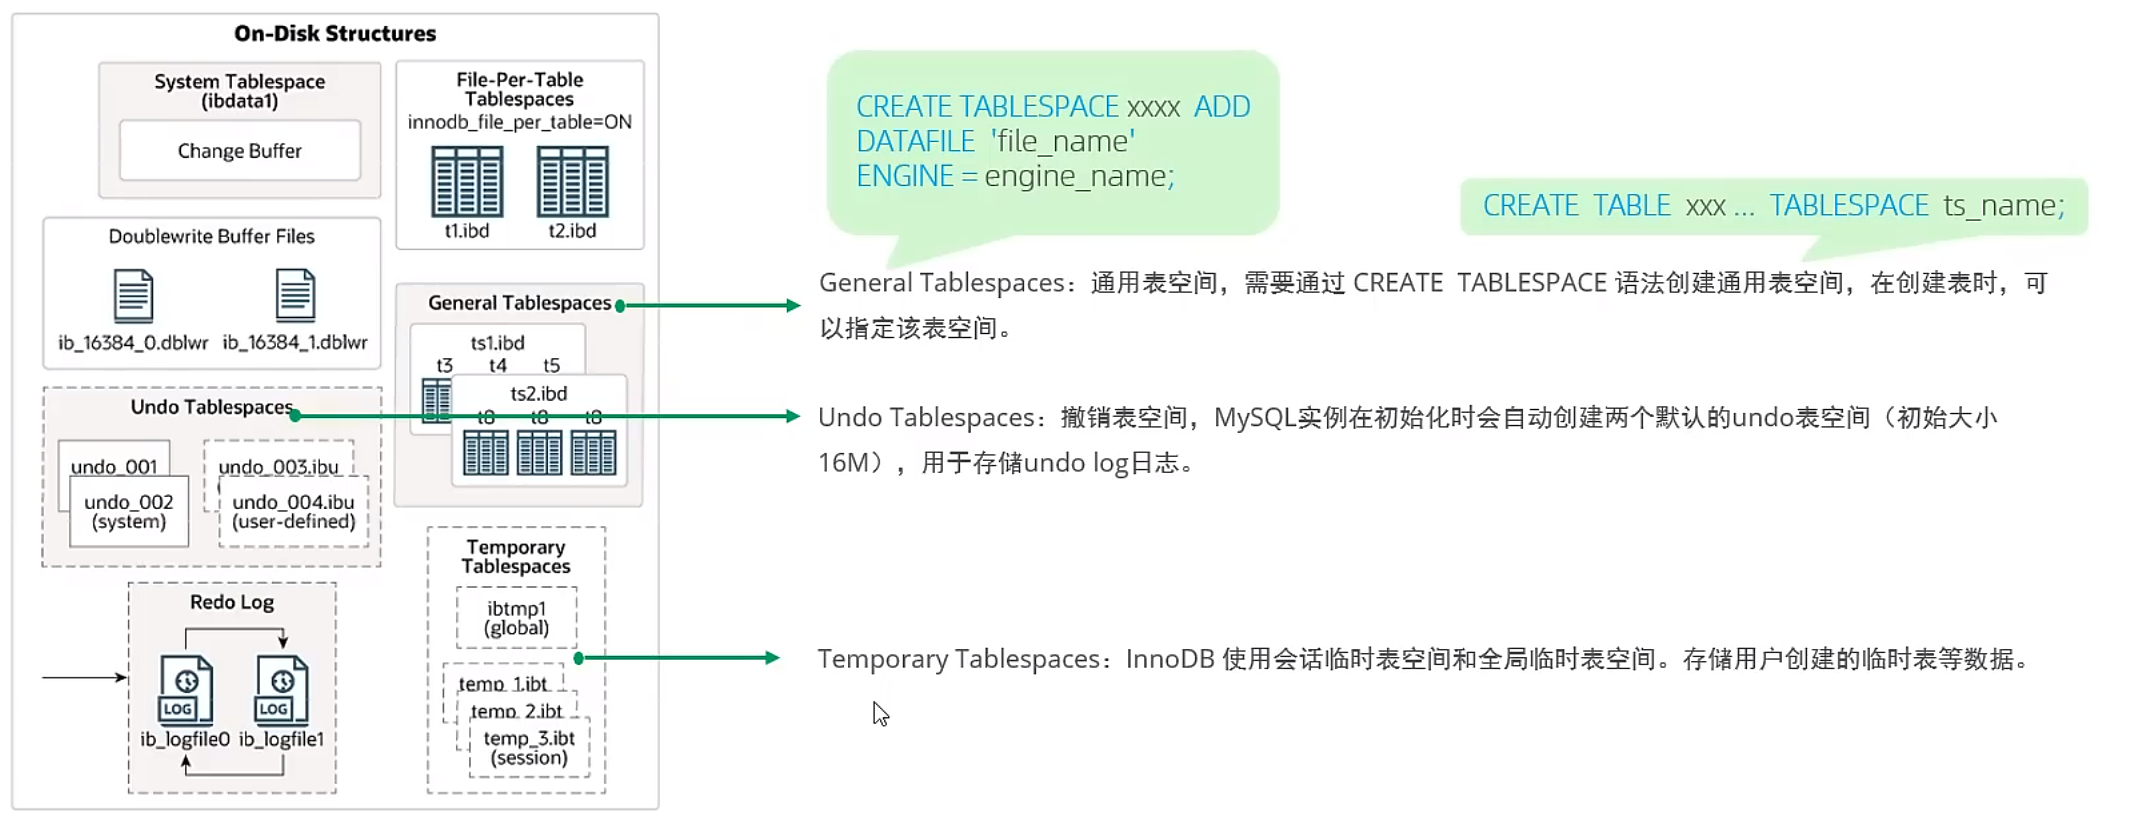 On-Disk Structures
System Tablespace
(ibdata1)
Change Buffer
File-Per-Table
Tablespaces
innodb_file_per_table=ON
t1.ibd
t2.ibd
Doublewrite Buffer Files
ib_16384_0.dblwr
ib_16384_1.dblwr
General Tablespaces
ts1.ibd
t3 t4 t5
ts2.ibd
t8 t8 t8
Undo Tablespaces
undo_001
undo_002
(system)
undo_003.ibu
undo_004.ibu
(user-defined)
Temporary
Tablespaces
ibtmp1
(global)
temp_1.ibt
temp_2.ibt
temp_3.ibt
(session)
Redo Log
LOG
LOG
ib_logfile0 ib_logfile1
CREATE TABLESPACE xxxx ADD
DATAFILE 'file_name'
ENGINE = engine_name;
CREATE TABLE xxx ... TABLESPACE ts_name;
General Tablespaces：通用表空间，需要通过 CREATE TABLESPACE 语法创建通用表空间，在创建表时，可
以指定该表空间。
Undo Tablespaces：撤销表空间，MySQL实例在初始化时会自动创建两个默认的undo表空间（初始大小
16M），用于存储undo log日志。
Temporary Tablespaces：InnoDB 使用会话临时表空间和全局临时表空间。存储用户创建的临时表等数据。